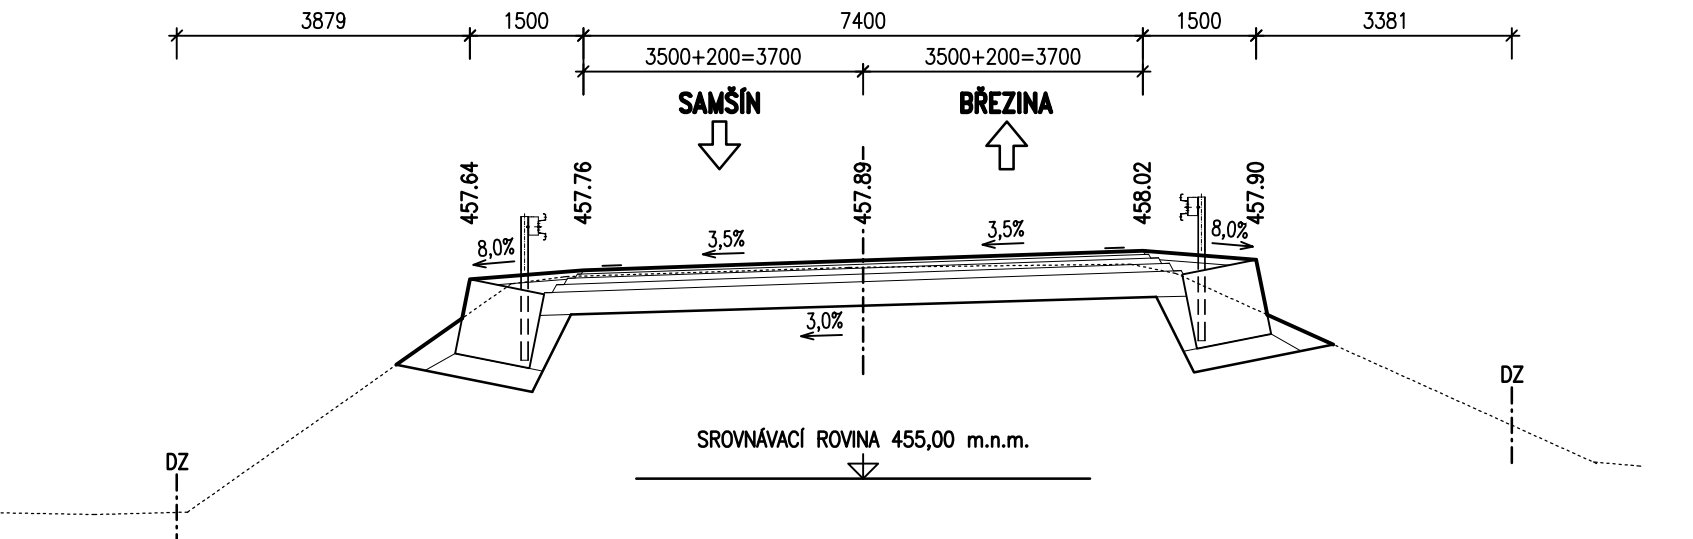 3879 1500 7400 1500 3381
3500+200=3700 3500+200=3700
SAMŠÍN BŘEZINA
457.64 457.76 457.89 458.02 457.90
8,0% 3,5% 3,5% 8,0%
3,0%
DZ
SROVNÁVACÍ ROVINA 455,00 m.n.m.
DZ